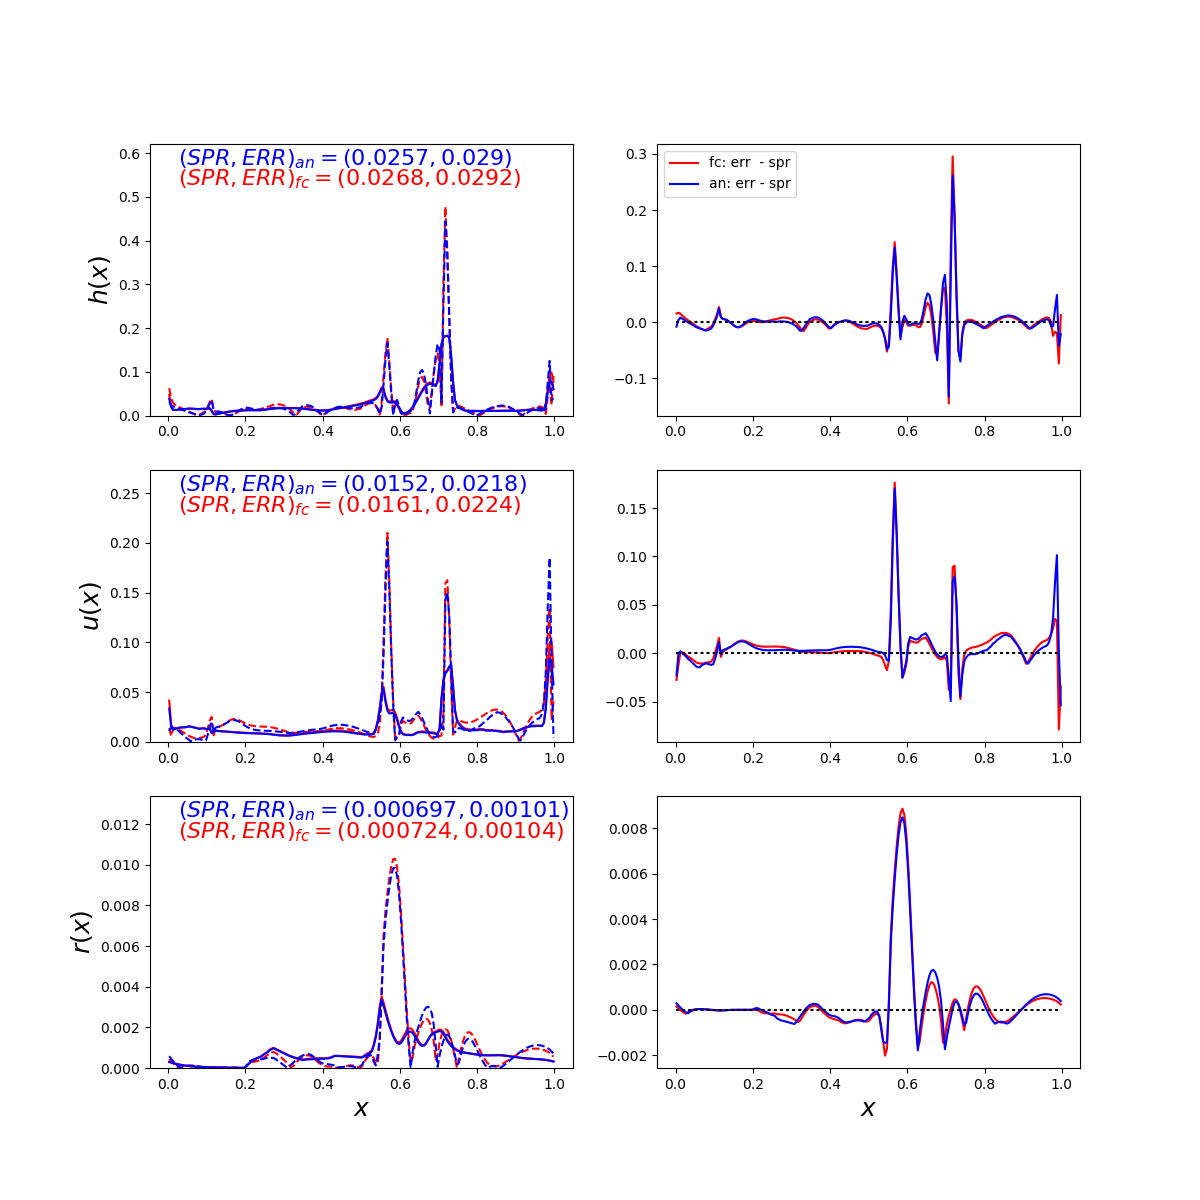 (SPR, ERR)an = (0.0257, 0.029)
(SPR, ERR)fc = (0.0268, 0.0292)
h(x)
0.6
0.5
0.4
0.3
0.2
0.1
0.0
0.0 0.2 0.4 0.6 0.8 1.0
fc: err - spr
an: err - spr
0.3
0.2
0.1
0.0
−0.1
0.0 0.2 0.4 0.6 0.8 1.0
(SPR, ERR)an = (0.0152, 0.0218)
(SPR, ERR)fc = (0.0161, 0.0224)
u(x)
0.25
0.20
0.15
0.10
0.05
0.00
0.0 0.2 0.4 0.6 0.8 1.0
0.15
0.10
0.05
0.00
−0.05
0.0 0.2 0.4 0.6 0.8 1.0
(SPR, ERR)an = (0.000697, 0.00101)
(SPR, ERR)fc = (0.000724, 0.00104)
r(x)
0.012
0.010
0.008
0.006
0.004
0.002
0.000
0.0 0.2 0.4 0.6 0.8 1.0
x
0.008
0.006
0.004
0.002
0.000
−0.002
0.0 0.2 0.4 0.6 0.8 1.0
x